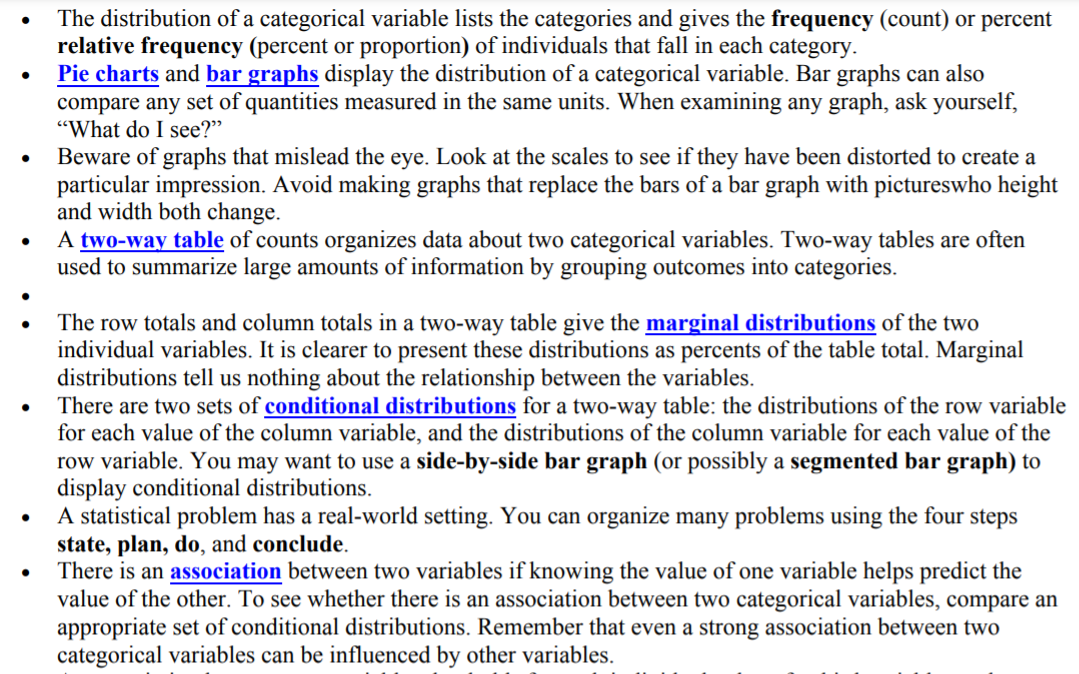 • The distribution of a categorical variable lists the categories and gives the frequency (count) or percent
relative frequency (percent or proportion) of individuals that fall in each category.
• Pie charts and bar graphs display the distribution of a categorical variable. Bar graphs can also
compare any set of quantities measured in the same units. When examining any graph, ask yourself,
“What do I see?”
• Beware of graphs that mislead the eye. Look at the scales to see if they have been distorted to create a
particular impression. Avoid making graphs that replace the bars of a bar graph with pictureswho height
and width both change.
• A two-way table of counts organizes data about two categorical variables. Two-way tables are often
used to summarize large amounts of information by grouping outcomes into categories.
•
• The row totals and column totals in a two-way table give the marginal distributions of the two
individual variables. It is clearer to present these distributions as percents of the table total. Marginal
distributions tell us nothing about the relationship between the variables.
• There are two sets of conditional distributions for a two-way table: the distributions of the row variable
for each value of the column variable, and the distributions of the column variable for each value of the
row variable. You may want to use a side-by-side bar graph (or possibly a segmented bar graph) to
display conditional distributions.
• A statistical problem has a real-world setting. You can organize many problems using the four steps
state, plan, do, and conclude.
• There is an association between two variables if knowing the value of one variable helps predict the
value of the other. To see whether there is an association between two categorical variables, compare an
appropriate set of conditional distributions. Remember that even a strong association between two
categorical variables can be influenced by other variables.